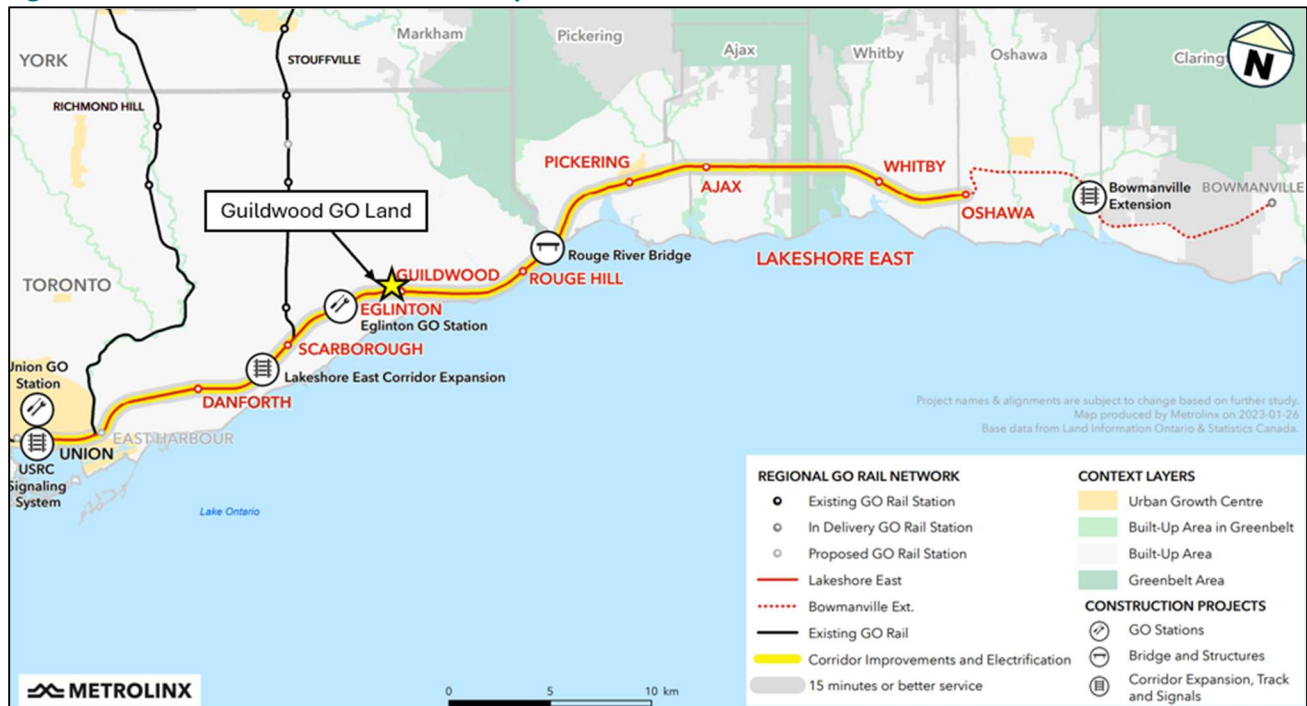 Markham
Pickering
Ajax
Whitby
Oshawa
N
YORK
STOUFFVILLE
RICHMOND HILL
PICKERING
AJAX
WHITBY
OSHAWA
Bowmanville
Extension
BOWMANVILLE
Guildwood GO Land
GUILDWOOD
Rouge River Bridge
ROUGE HILL
LAKESHORE EAST
TORONTO
EGLINTON
Eglinton GO Station
SCARBOROUGH
Lakeshore East Corridor Expansion
DANFORTH
Union GO
Station
EAST HARBOUR
UNION
USRC
Signaling
System
Lake Ontario
Project names & alignments are subject to change based on further study.
Map produced by Metrolinx on 2023-01-26
Base data from Land Information Ontario & Statistics Canada.
REGIONAL GO RAIL NETWORK
Existing GO Rail Station
In Delivery GO Rail Station
Proposed GO Rail Station
Lakeshore East
Bowmanville Ext.
Existing GO Rail
Corridor Improvements and Electrification
15 minutes or better service
CONTEXT LAYERS
Urban Growth Centre
Built-Up Area in Greenbelt
Built-Up Area
Greenbelt Area
CONSTRUCTION PROJECTS
GO Stations
Bridge and Structures
Corridor Expansion, Track
and Signals
METROLINX
0 5 10 km